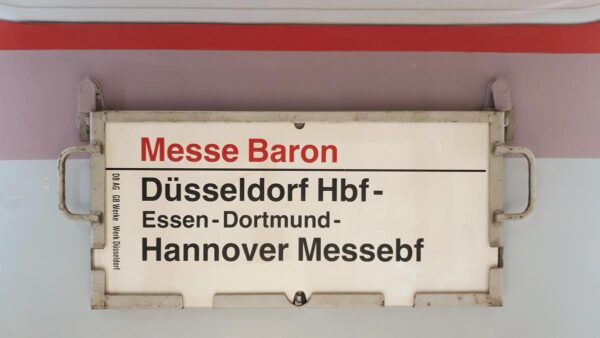 Messe Baron
Düsseldorf Hbf-
Essen-Dortmund-
Hannover Messebf
DB AG GB Werke Werk Düsseldorf